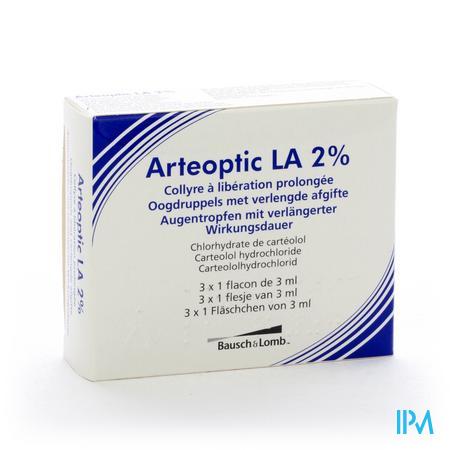 Arteoptic LA 2%
Collyre à libération prolongée
Oogdruppels met verlengde afgifte
Augentropfen mit verlängerter
Wirkungsdauer
Chlorhydrate de cartéolol
Carteolol hydrochloride
Carteololhydrochlorid
3 x 1 flacon de 3 ml
3 x 1 flesje van 3 ml
3 x 1 Fläschchen von 3 ml
Bausch & Lomb™
Arteoptic LA 2%
IPM